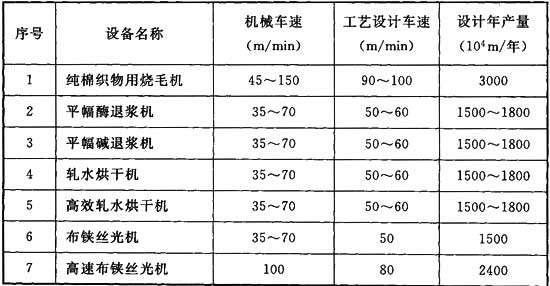 序号 设备名称 机械车速 (m/min) 工艺设计车速 (m/min) 设计年产量 (10⁴m/年)
1 纯棉织物用烧毛机 45～150 90～100 3000
2 平幅酶退浆机 35～70 50～60 1500～1800
3 平幅碱退浆机 35～70 50～60 1500～1800
4 轧水烘干机 35～70 50～60 1500～1800
5 高效轧水烘干机 35～70 50～60 1500～1800
6 布铗丝光机 35～70 50 1500
7 高速布铗丝光机 100 80 2400